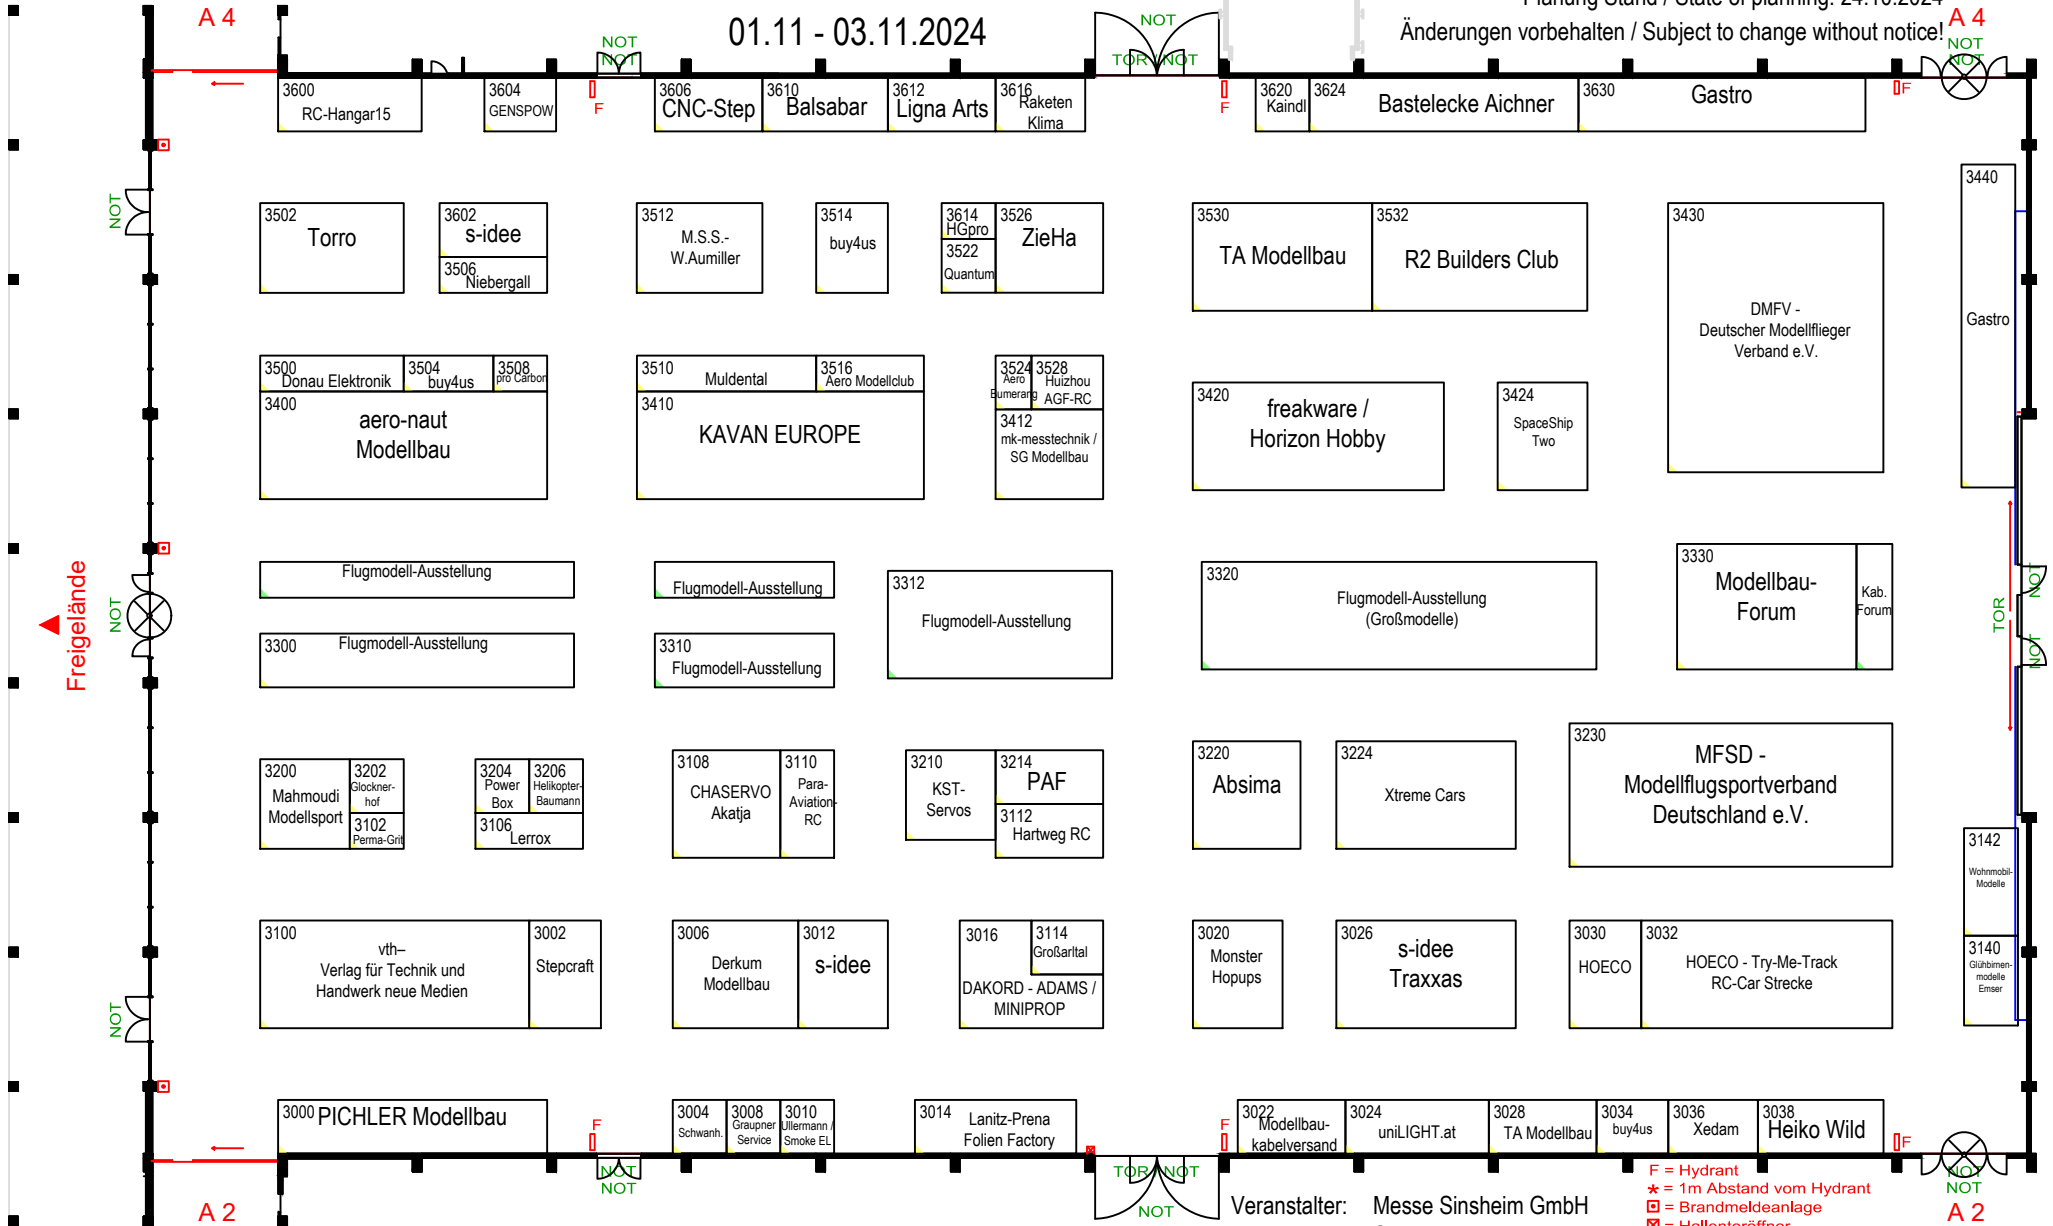 A 4
01.11 - 03.11.2024
Planung Stand / State of planning: 24.10.2024
Änderungen vorbehalten / Subject to change without notice!
A 4
NOT
NOT
NOT
TOR NOT
NOT
NOT
3600
RC-Hangar15
3604
GENSPOW
F
3606
CNC-Step
3610
Balsabar
3612
Ligna Arts
3616
Raketen
Klima
F
3620
Kaindl
3624
Bastelecke Aichner
3630
Gastro
F
NOT
3502
Torro
3602
s-idee
3506
Niebergall
3512
M.S.S.-
W.Aumiller
3514
buy4us
3614
HGpro
3522
Quantum
3526
ZieHa
3530
TA Modellbau
3532
R2 Builders Club
3430
DMFV -
Deutscher Modellflieger
Verband e.V.
3440
Gastro
3500
Donau Elektronik
3504
buy4us
3508
pro Carbon
3400
aero-naut
Modellbau
3510
Muldental
3516
Aero Modellclub
3410
KAVAN EUROPE
3524
Aero
Bumerang
3528
Huizhou
AGF-RC
3412
mk-messtechnik /
SG Modellbau
3420
freakware /
Horizon Hobby
3424
SpaceShip
Two
Freigelände
NOT
Flugmodell-Ausstellung
3300
Flugmodell-Ausstellung
Flugmodell-Ausstellung
3310
Flugmodell-Ausstellung
3312
Flugmodell-Ausstellung
3320
Flugmodell-Ausstellung
(Großmodelle)
3330
Modellbau-
Forum
Kab.
Forum
TOR
NOT
NOT
3200
Mahmoudi
Modellsport
3202
Glockner-
hof
3102
Perma-Grit
3204
Power
Box
3206
Helikopter-
Baumann
3106
Lerrox
3108
CHASERVO
Akatja
3110
Para-
Aviation-
RC
3210
KST-
Servos
3214
PAF
3112
Hartweg RC
3220
Absima
3224
Xtreme Cars
3230
MFSD -
Modellflugsportverband
Deutschland e.V.
3142
Wohnmobil-
Modelle
3140
Glühbirnen-
modelle
Emser
NOT
3100
vth–
Verlag für Technik und
Handwerk neue Medien
3002
Stepcraft
3006
Derkum
Modellbau
3012
s-idee
3016
DAKORD - ADAMS /
MINIPROP
3114
Großarltal
3020
Monster
Hopups
3026
s-idee
Traxxas
3030
HOECO
3032
HOECO - Try-Me-Track
RC-Car Strecke
3000 PICHLER Modellbau
F
3004
Schwanh.
3008
Graupner
Service
3010
Ullermann /
Smoke EL
3014
Lanitz-Prena
Folien Factory
F
3022
Modellbau-
kabelversand
3024
uniLIGHT.at
3028
TA Modellbau
3034
buy4us
3036
Xedam
3038
Heiko Wild
F
NOT
NOT
TOR NOT
NOT
NOT
NOT
A 2
Veranstalter: Messe Sinsheim GmbH
F = Hydrant
* = 1m Abstand vom Hydrant
= Brandmeldeanlage
= Hallentoröffner
A 2